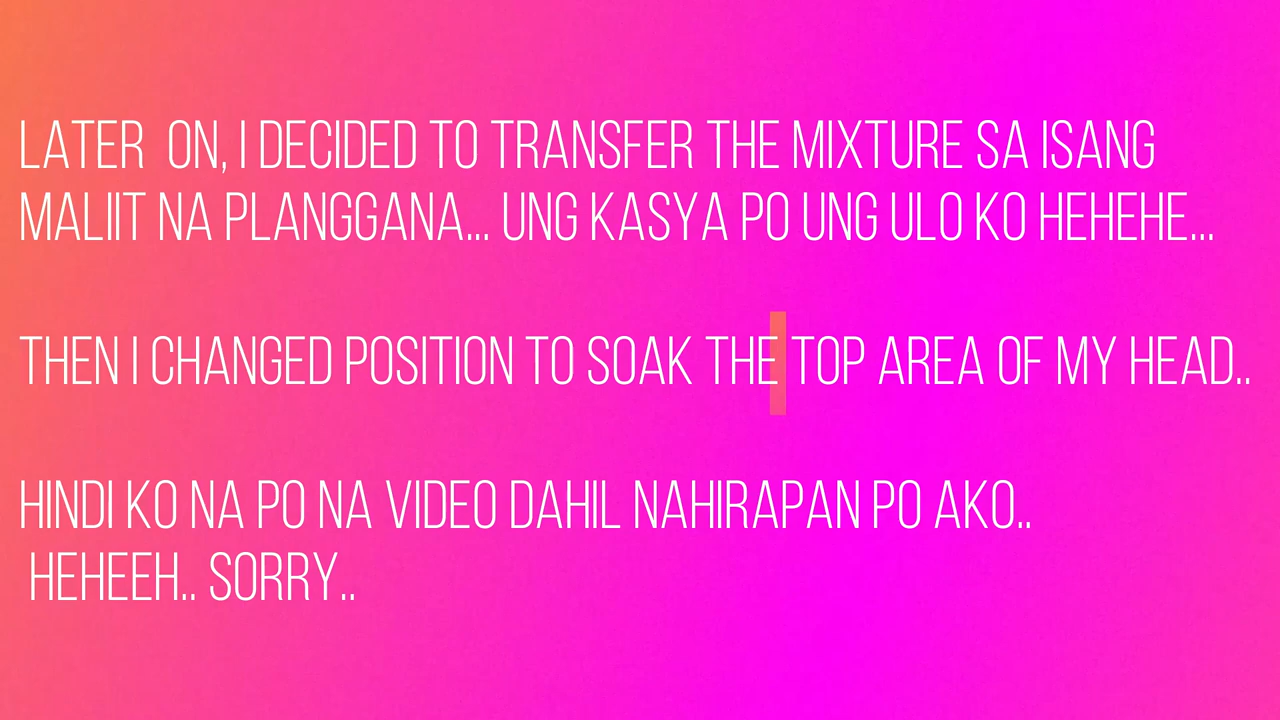 LATER ON, I DECIDED TO TRANSFER THE MIXTURE SA ISANG
MALIIT NA PLANGGANA... UNG KASYA PO UNG ULO KO HEHEHE...
THEN I CHANGED POSITION TO SOAK THE TOP AREA OF MY HEAD..
HINDI KO NA PO NA VIDEO DAHIL NAHIRAPAN PO AKO..
HEHEEH.. SORRY..